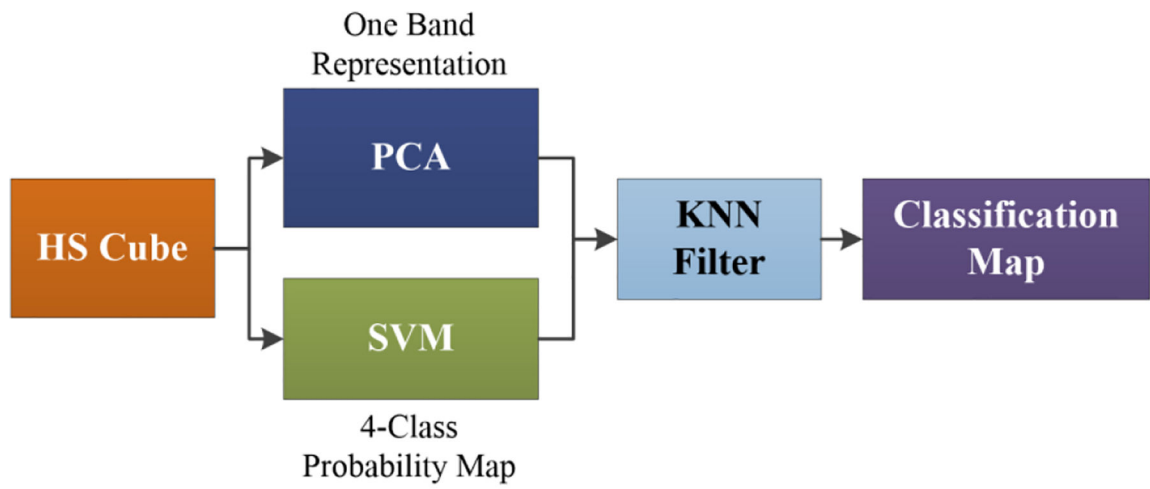 One Band
Representation
PCA
HS Cube
SVM
4-Class
Probability Map
KNN
Filter
Classification
Map